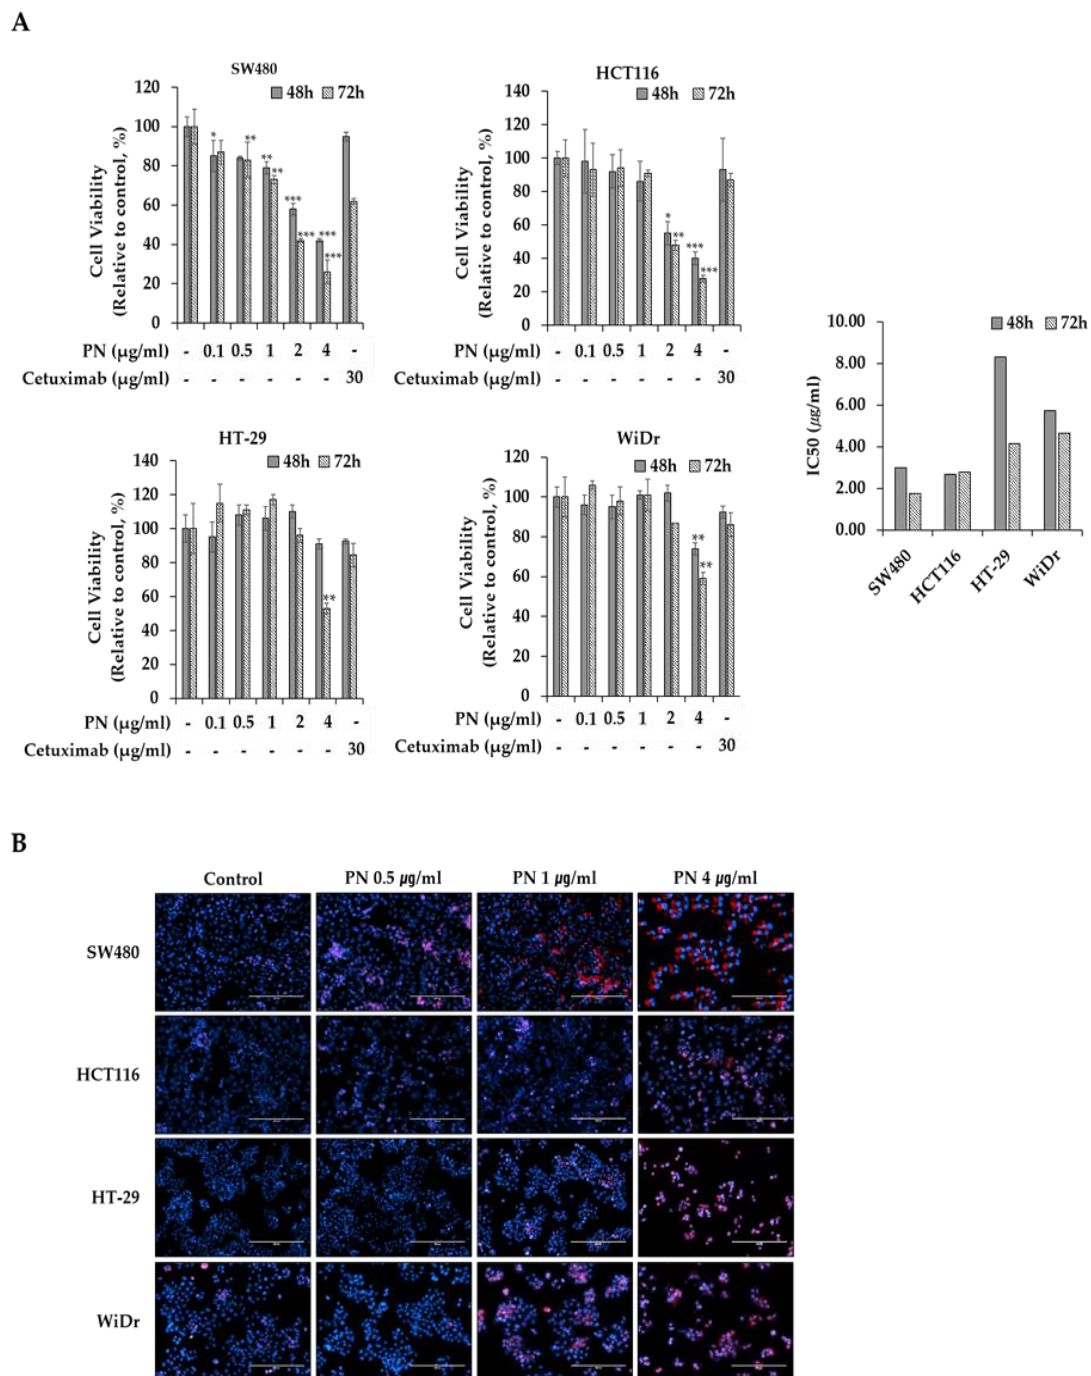 A
SW480
48h 72h
Cell Viability
(Relative to control, %)
120
100
80
60
40
20
0
* ** ** ** *** *** *** ***
PN (μg/ml) - 0.1 0.5 1 2 4 -
Cetuximab (μg/ml) - - - - - - 30
HCT116
48h 72h
Cell Viability
(Relative to control, %)
140
120
100
80
60
40
20
0
* ** *** ***
PN (μg/ml) - 0.1 0.5 1 2 4 -
Cetuximab (μg/ml) - - - - - - 30
HT-29
48h 72h
Cell Viability
(Relative to control, %)
140
120
100
80
60
40
20
0
**
PN (μg/ml) - 0.1 0.5 1 2 4 -
Cetuximab (μg/ml) - - - - - - 30
WiDr
48h 72h
Cell Viability
(Relative to control, %)
120
100
80
60
40
20
0
** **
PN (μg/ml) - 0.1 0.5 1 2 4 -
Cetuximab (μg/ml) - - - - - - 30
48h 72h
IC50 (μg/ml)
10.00
8.00
6.00
4.00
2.00
0.00
SW480 HCT116 HT-29 WiDr
B
Control PN 0.5 μg/ml PN 1 μg/ml PN 4 μg/ml
SW480
HCT116
HT-29
WiDr